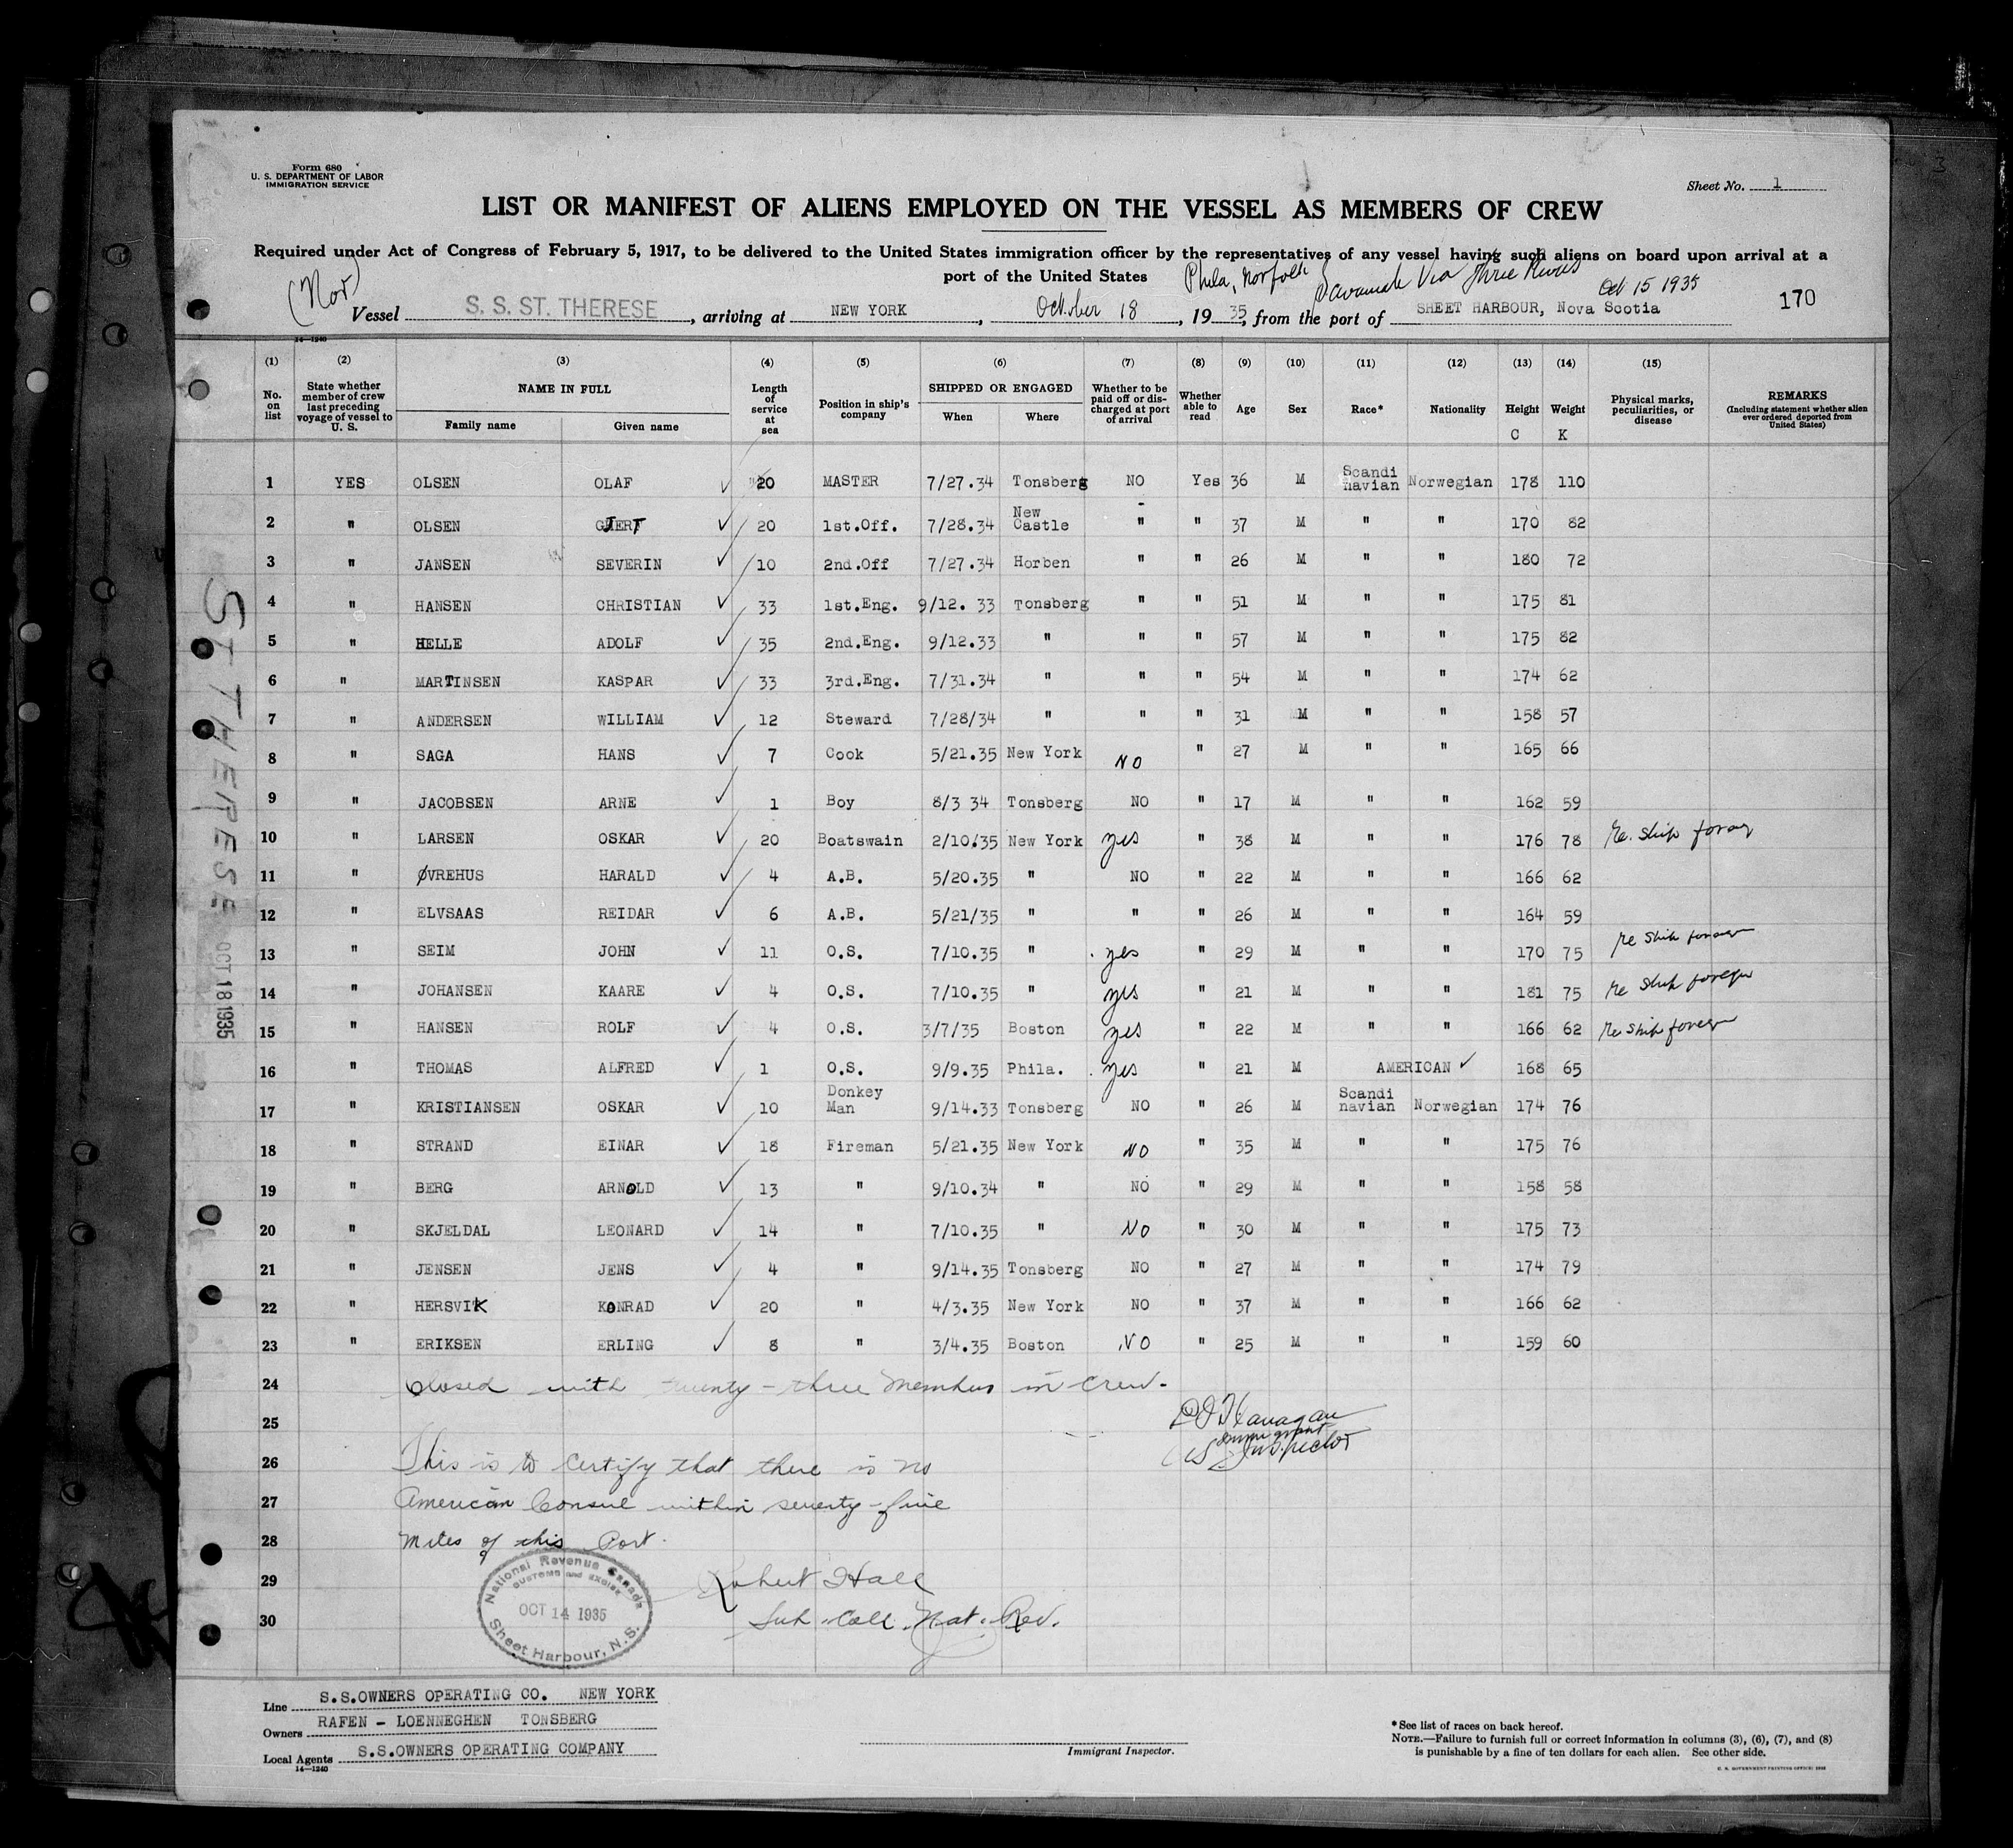 Form 680
U. S. DEPARTMENT OF LABOR
IMMIGRATION SERVICE
Sheet No. 1
LIST OR MANIFEST OF ALIENS EMPLOYED ON THE VESSEL AS MEMBERS OF CREW
Required under Act of Congress of February 5, 1917, to be delivered to the United States immigration officer by the representatives of any vessel having such aliens on board upon arrival at a
port of the United States
Phila, Norfolk Via Three Rivers
(Nor)
Oct 15 1935
Vessel S. S. ST. THERESE, arriving at NEW YORK, October 18, 19 35, from the port of SHEET HARBOUR, Nova Scotia
170
14—1240
(1) (2) (3) (4) (5) (6) (7) (8) (9) (10) (11) (12) (13) (14) (15)
No. on list
State whether member of crew last preceding voyage of vessel to U. S.
NAME IN FULL
Family name
Given name
Length of service at sea
Position in ship's company
SHIPPED OR ENGAGED
When
Where
Whether to be paid off or discharged at port of arrival
Whether able to read
Age
Sex
Race*
Nationality
Height
C
Weight
K
Physical marks, peculiarities, or disease
REMARKS
(Including statement whether alien ever ordered deported from United States)
1 YES OLSEN OLAF ✓ 20 MASTER 7/27.34 Tonsberg NO Yes 36 M Scandinavian Norwegian 178 110
2 " OLSEN GJERT ✓ 20 1st.Off. 7/28.34 New Castle " " 37 M " " 170 82
3 " JANSEN SEVERIN ✓ 10 2nd.Off 7/27.34 Horben " " 26 M " " 180 72
4 " HANSEN CHRISTIAN ✓ 33 1st.Eng. 9/12. 33 Tonsberg " " 51 M " " 175 81
5 " HELLE ADOLF ✓ 35 2nd.Eng. 9/12.33 " " " 57 M " " 175 82
6 " MARTINSEN KASPAR ✓ 33 3rd.Eng. 7/31.34 " " " 54 M " " 174 62
7 " ANDERSEN WILLIAM ✓ 12 Steward 7/28/34 " " " 31 M " " 158 57
8 " SAGA HANS ✓ 7 Cook 5/21.35 New York NO " 27 M " " 165 66
9 " JACOBSEN ARNE ✓ 1 Boy 8/3 34 Tonsberg NO " 17 M " " 162 59
10 " LARSEN OSKAR ✓ 20 Boatswain 2/10.35 New York yes " 38 M " " 176 78 Re. ship
11 " ØVREHUS HARALD ✓ 4 A.B. 5/20.35 " NO " 22 M " " 166 62
12 " ELVSAAS REIDAR ✓ 6 A.B. 5/21/35 " " " 26 M " " 164 59
13 " SEIM JOHN ✓ 11 O.S. 7/10.35 " yes " 29 M " " 170 75 re ship
14 " JOHANSEN KAARE ✓ 4 O.S. 7/10.35 " yes " 21 M " " 181 75 re ship foreign
15 " HANSEN ROLF ✓ 4 O.S. 3/7/35 Boston yes " 22 M " " 166 62 Re ship foreign
16 " THOMAS ALFRED ✓ 1 O.S. 9/9.35 Phila. yes " 21 M AMERICAN ✓ 168 65
17 " KRISTIANSEN OSKAR ✓ 10 Donkey Man 9/14.33 Tonsberg NO " 26 M Scandinavian Norwegian 174 76
18 " STRAND EINAR ✓ 18 Fireman 5/21.35 New York NO " 35 M " " 175 76
19 " BERG ARNOLD ✓ 13 " 9/10.34 " NO " 29 M " " 158 58
20 " SKJELDAL LEONARD ✓ 14 " 7/10.35 " NO " 30 M " " 175 73
21 " JENSEN JENS ✓ 4 " 9/14.35 Tonsberg NO " 27 M " " 174 79
22 " HERSVIK KONRAD ✓ 20 " 4/3.35 New York NO " 37 M " " 166 62
23 " ERIKSEN ERLING ✓ 8 " 3/4.35 Boston NO " 25 M " " 159 60
24 Closed with twenty-three members in crew.
25
Immigrant
Inspector
26 This is to certify that there is no
27 American Consul within seventy-five
28 miles of this Port.
29 Robert Hall
30 Sub-Coll. Nat. Rev.
National Revenue Canada
CUSTOMS and EXCISE
OCT 14 1935
Sheet Harbour, N.S.
ST THERESE OCT 18 1935
Line S.S.OWNERS OPERATING CO. NEW YORK
Owners RAFEN - LOENNEGHEN TONSBERG
Local Agents S.S.OWNERS OPERATING COMPANY
14—1240
Immigrant Inspector.
*See list of races on back hereof.
NOTE.—Failure to furnish full or correct information in columns (3), (6), (7), and (8)
is punishable by a fine of ten dollars for each alien. See other side.